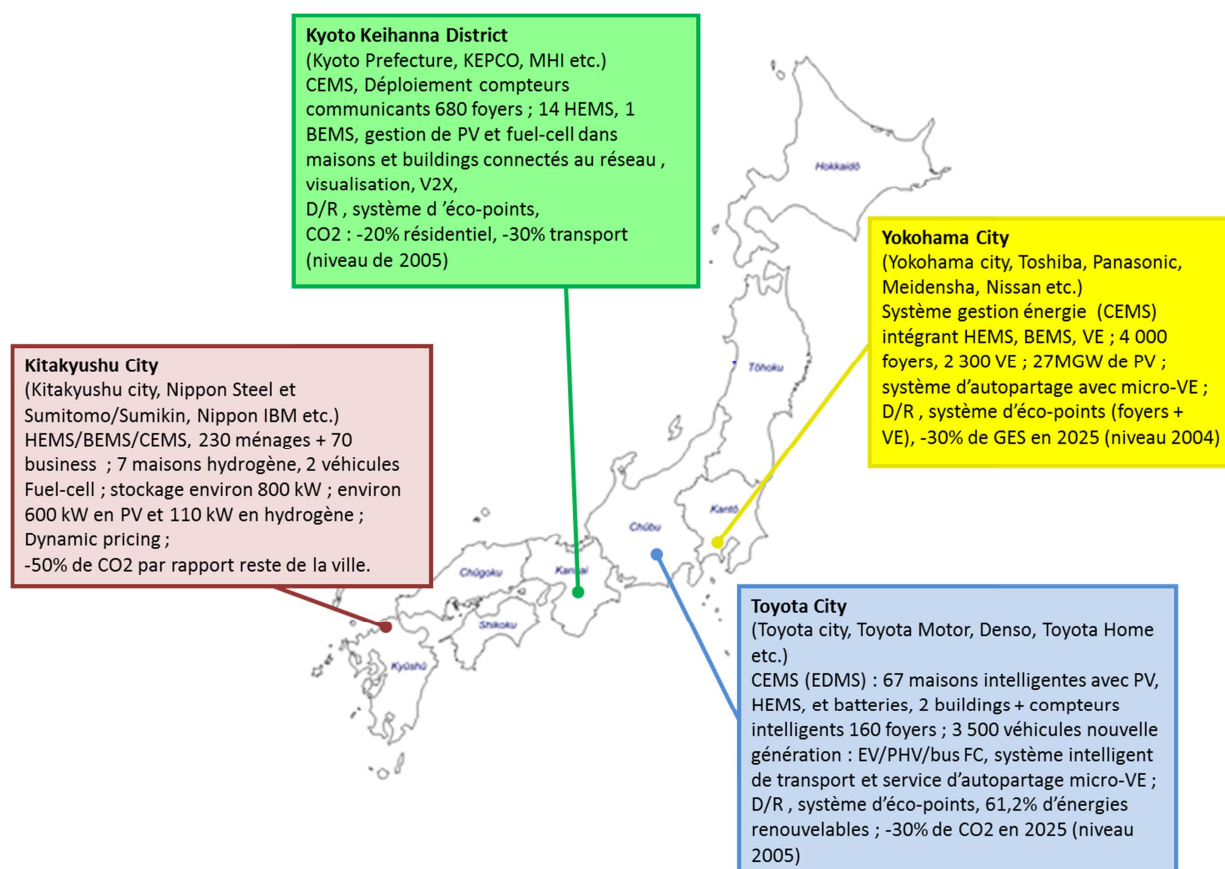 Kyoto Keihanna District
(Kyoto Prefecture, KEPCO, MHI etc.)
CEMS, Déploiement compteurs
communicants 680 foyers ; 14 HEMS, 1
BEMS, gestion de PV et fuel-cell dans
maisons et buildings connectés au réseau ,
visualisation, V2X,
D/R , système d ’éco-points,
CO2 : -20% résidentiel, -30% transport
(niveau de 2005)
Hokkaidō
Yokohama City
(Yokohama city, Toshiba, Panasonic,
Meidensha, Nissan etc.)
Système gestion énergie (CEMS)
intégrant HEMS, BEMS, VE ; 4 000
foyers, 2 300 VE ; 27MGW de PV ;
système d’autopartage avec micro-VE ;
D/R , système d’éco-points (foyers +
VE), -30% de GES en 2025 (niveau 2004)
Tōhoku
Kitakyushu City
(Kitakyushu city, Nippon Steel et
Sumitomo/Sumikin, Nippon IBM etc.)
HEMS/BEMS/CEMS, 230 ménages + 70
business ; 7 maisons hydrogène, 2 véhicules
Fuel-cell ; stockage environ 800 kW ; environ
600 kW en PV et 110 kW en hydrogène ;
Dynamic pricing ;
-50% de CO2 par rapport reste de la ville.
Kantō
Chūbu
Kansai
Chūgoku
Shikoku
Kyūshū
Toyota City
(Toyota city, Toyota Motor, Denso, Toyota Home
etc.)
CEMS (EDMS) : 67 maisons intelligentes avec PV,
HEMS, et batteries, 2 buildings + compteurs
intelligents 160 foyers ; 3 500 véhicules nouvelle
génération : EV/PHV/bus FC, système intelligent
de transport et service d’autopartage micro-VE ;
D/R , système d’éco-points, 61,2% d’énergies
renouvelables ; -30% de CO2 en 2025 (niveau
2005)